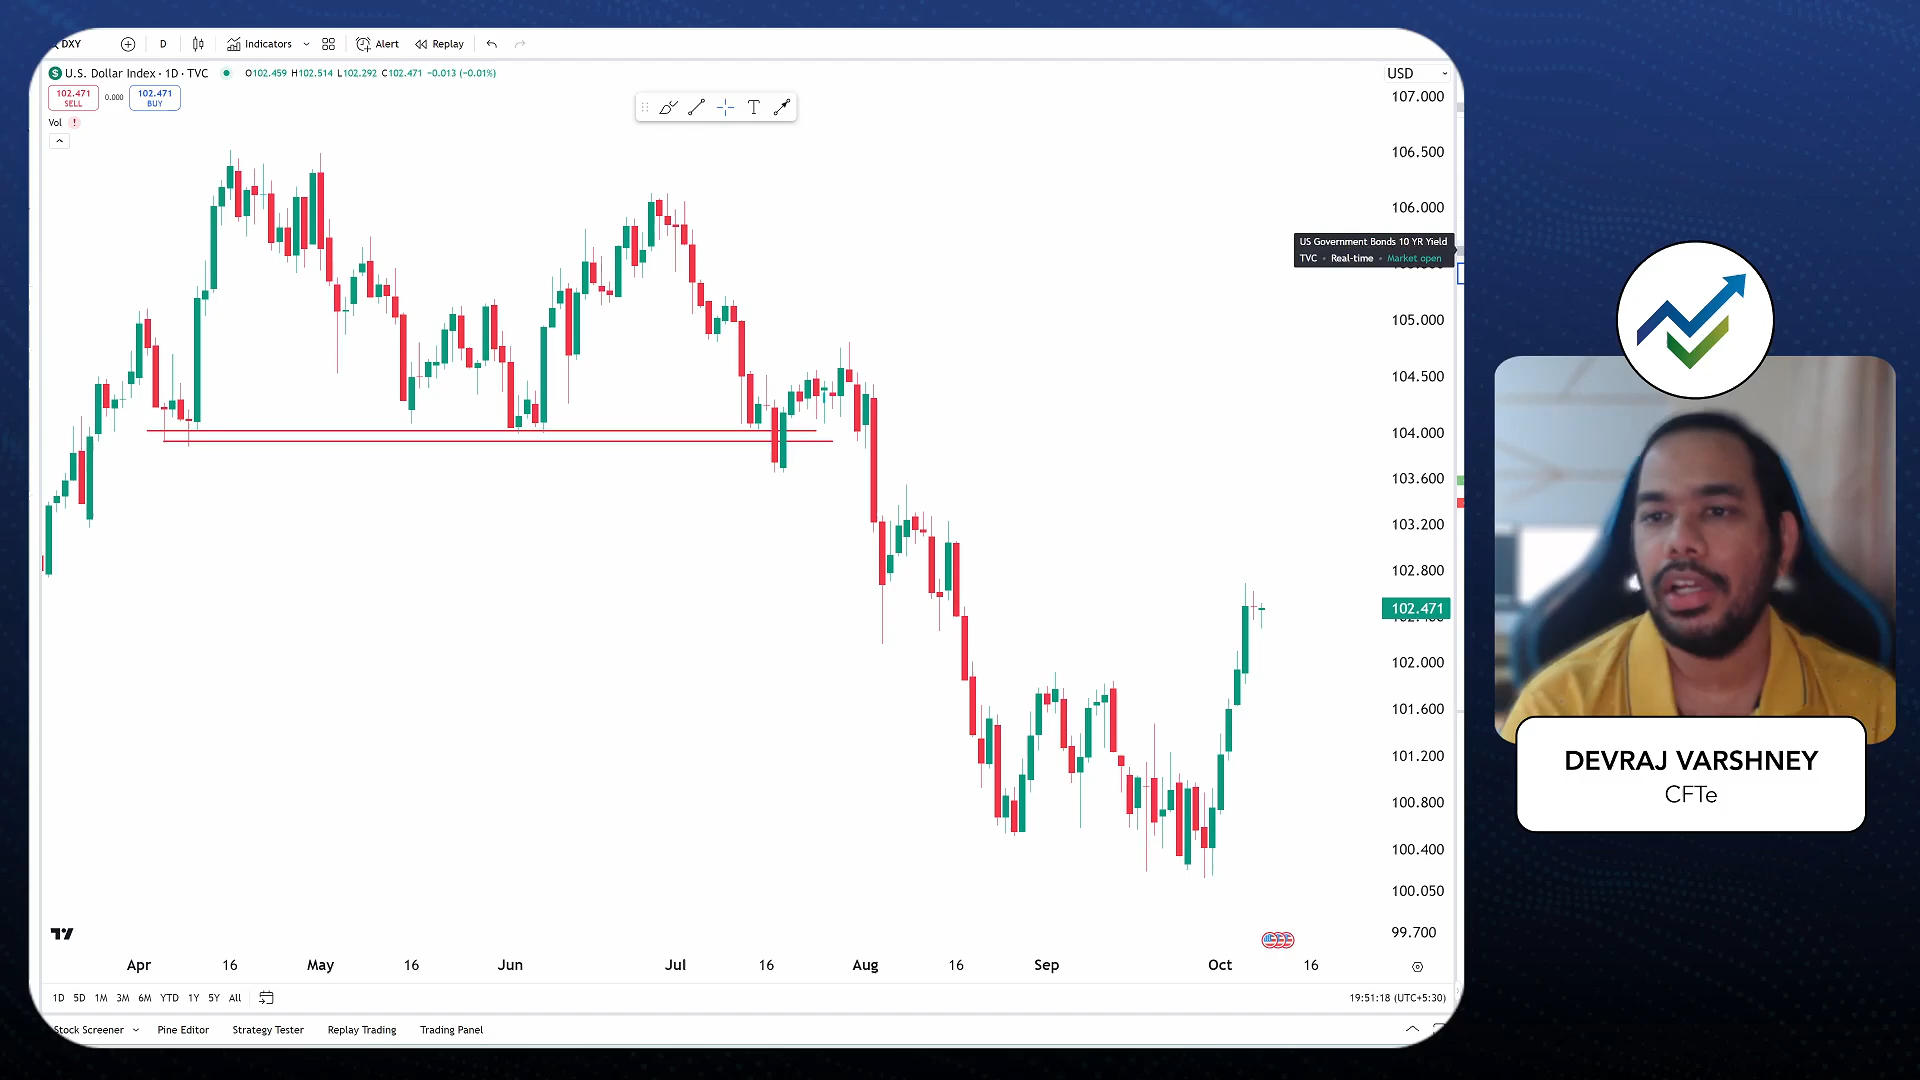 DXY
D
Indicators
Alert
Replay
U.S. Dollar Index · 1D · TVC
O102.459 H102.514 L102.292 C102.471 −0.013 (−0.01%)
USD
102.471
SELL
0.000
102.471
BUY
Vol
T
107.000
106.500
106.000
US Government Bonds 10 YR Yield
TVC • Real-time • Market open
105.000
104.500
104.000
103.600
103.200
102.800
102.471
102.000
101.600
101.200
100.800
100.400
100.050
99.700
Apr 16 May 16 Jun Jul 16 Aug 16 Sep Oct 16
1D 5D 1M 3M 6M YTD 1Y 5Y All
19:51:18 (UTC+5:30)
Stock Screener Pine Editor Strategy Tester Replay Trading Trading Panel
DEVRAJ VARSHNEY
CFTe